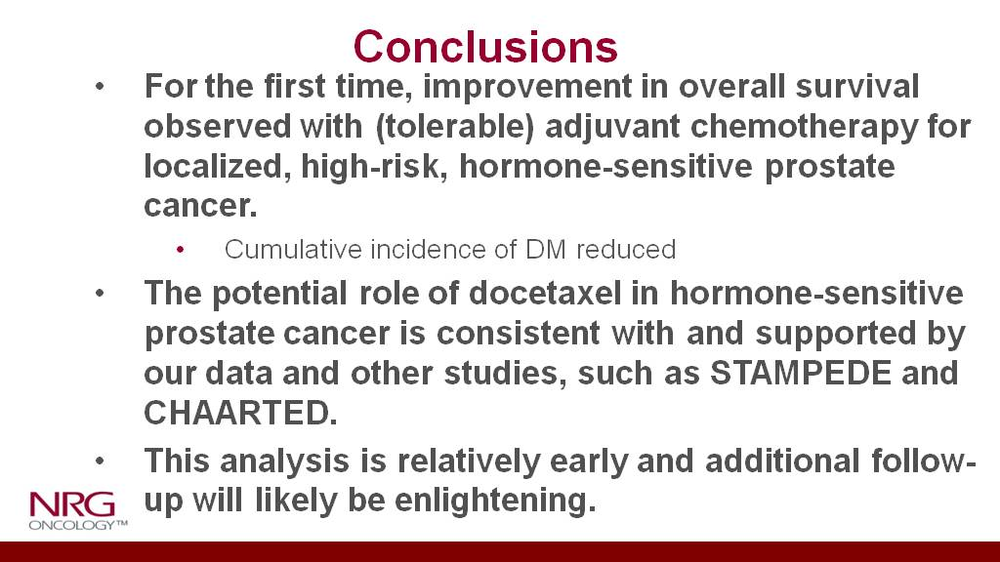 Conclusions
• For the first time, improvement in overall survival
observed with (tolerable) adjuvant chemotherapy for
localized, high-risk, hormone-sensitive prostate
cancer.
• Cumulative incidence of DM reduced
• The potential role of docetaxel in hormone-sensitive
prostate cancer is consistent with and supported by
our data and other studies, such as STAMPEDE and
CHAARTED.
• This analysis is relatively early and additional follow-
up will likely be enlightening.
NRG
ONCOLOGY™